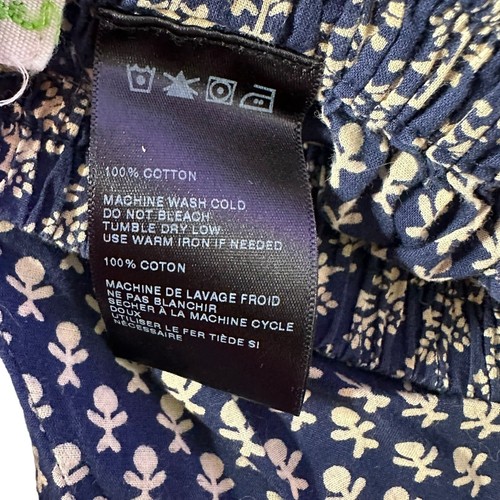 100% COTTON
MACHINE WASH COLD
DO NOT BLEACH
TUMBLE DRY LOW
USE WARM IRON IF NEEDED
100% COTON
MACHINE DE LAVAGE FROID
NE PAS BLANCHIR
SÉCHER À LA MACHINE CYCLE
DOUX
UTILISER LE FER TIÈDE SI
NÉCESSAIRE